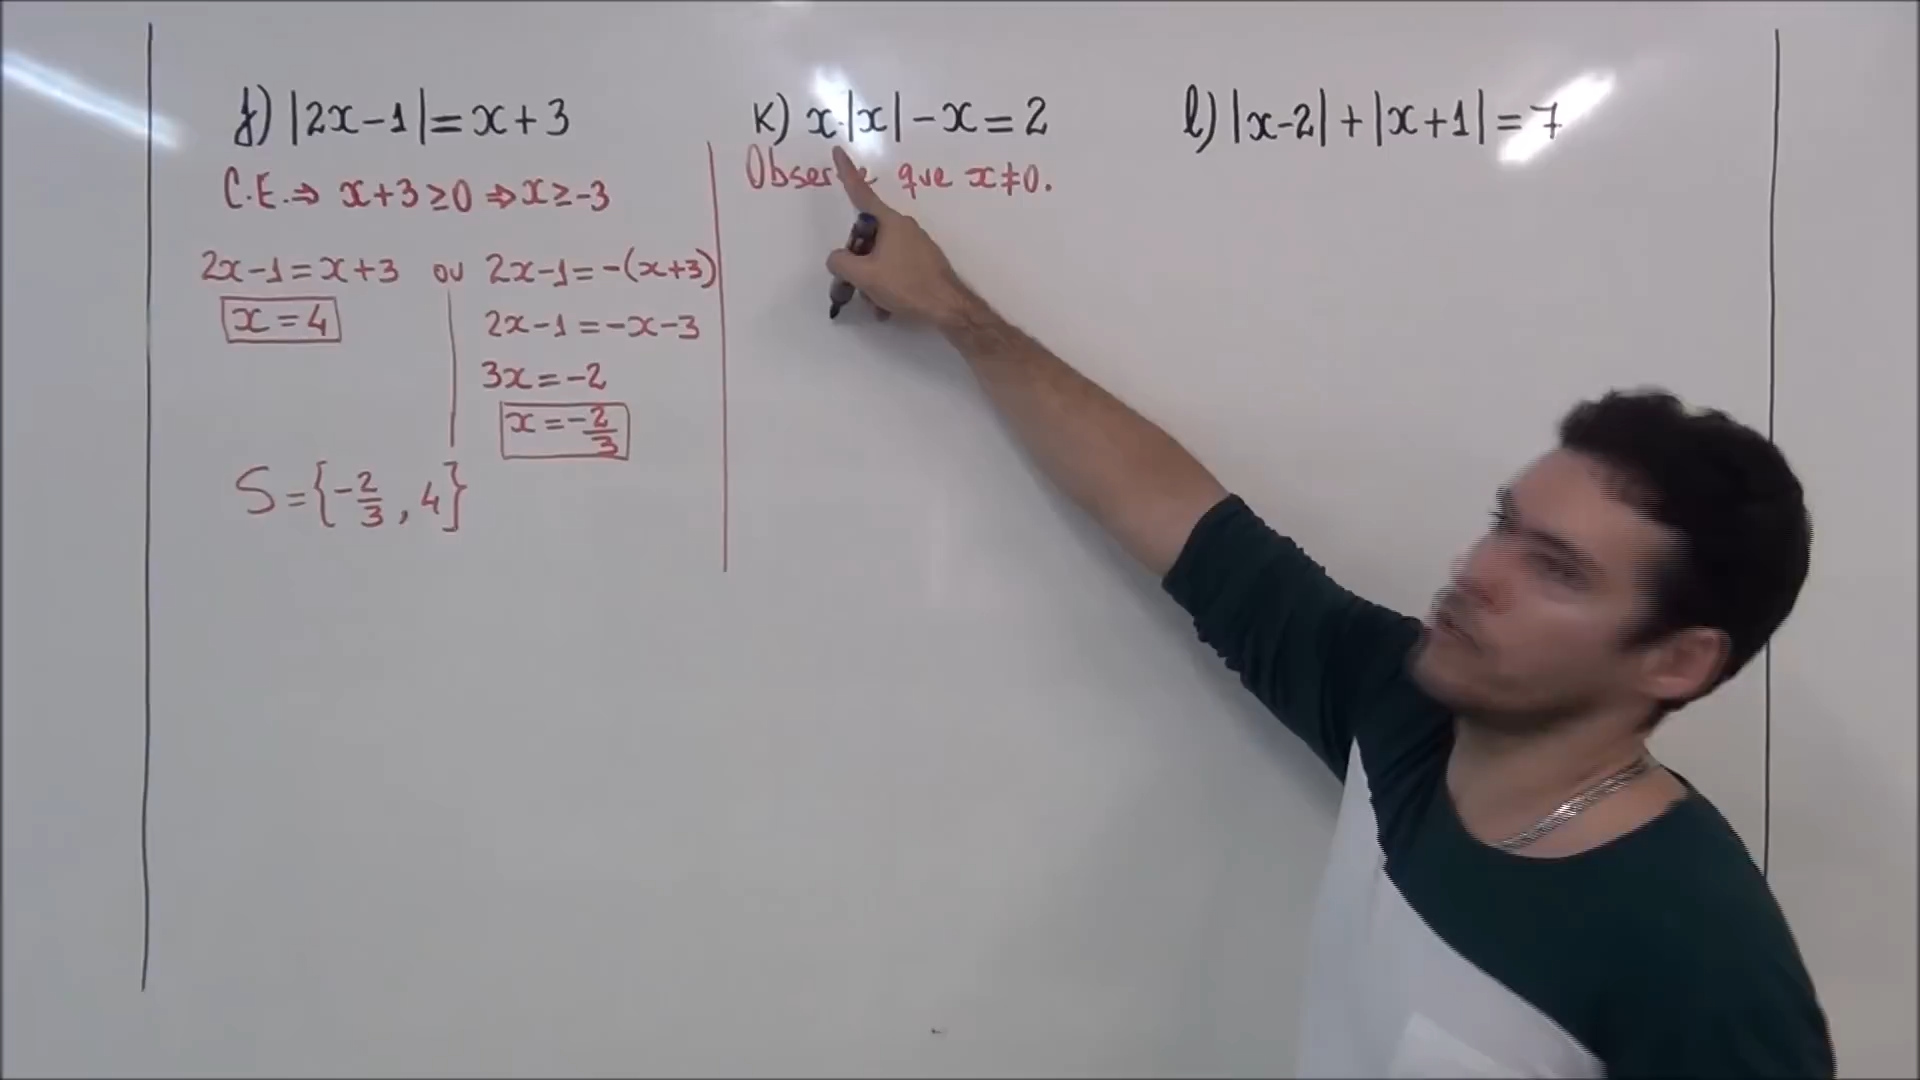 j) |2x-1|=x+3
C.E.⇒ x+3≥0 ⇒ x≥-3
2x-1=x+3 ou 2x-1=-(x+3)
x=4
2x-1=-x-3
3x=-2
x=-2/3
S={-2/3, 4}
k) x·|x|-x=2
que x≠0.
l) |x-2|+|x+1|=7